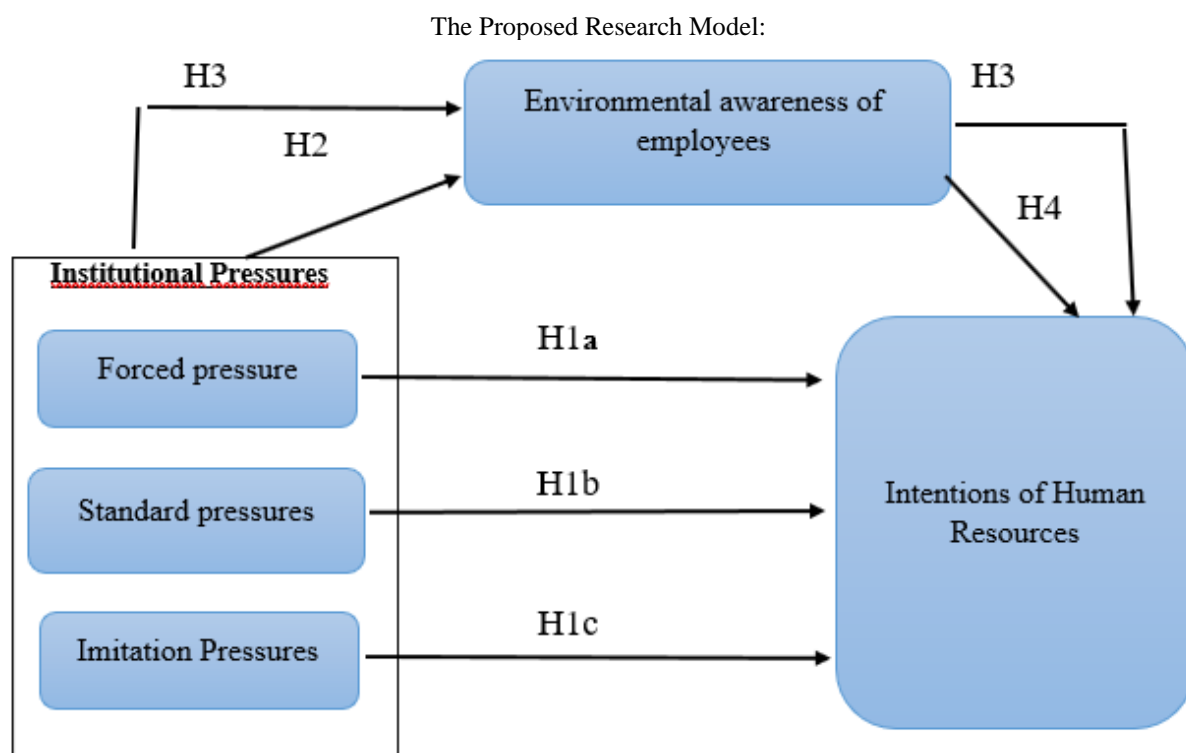 The Proposed Research Model:
H3
Environmental awareness of
employees
H3
H2
H4
Institutional Pressures
Forced pressure
H1a
Standard pressures
H1b
Intentions of Human
Resources
Imitation Pressures
H1c